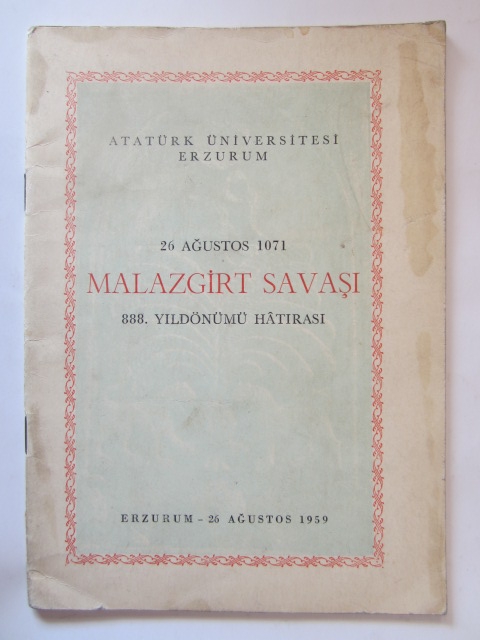 ATATÜRK ÜNİVERSİTESİ
ERZURUM
26 AĞUSTOS 1071
MALAZGİRT SAVAŞI
888. YILDÖNÜMÜ HÂTIRASI
ERZURUM – 26 AĞUSTOS 1959